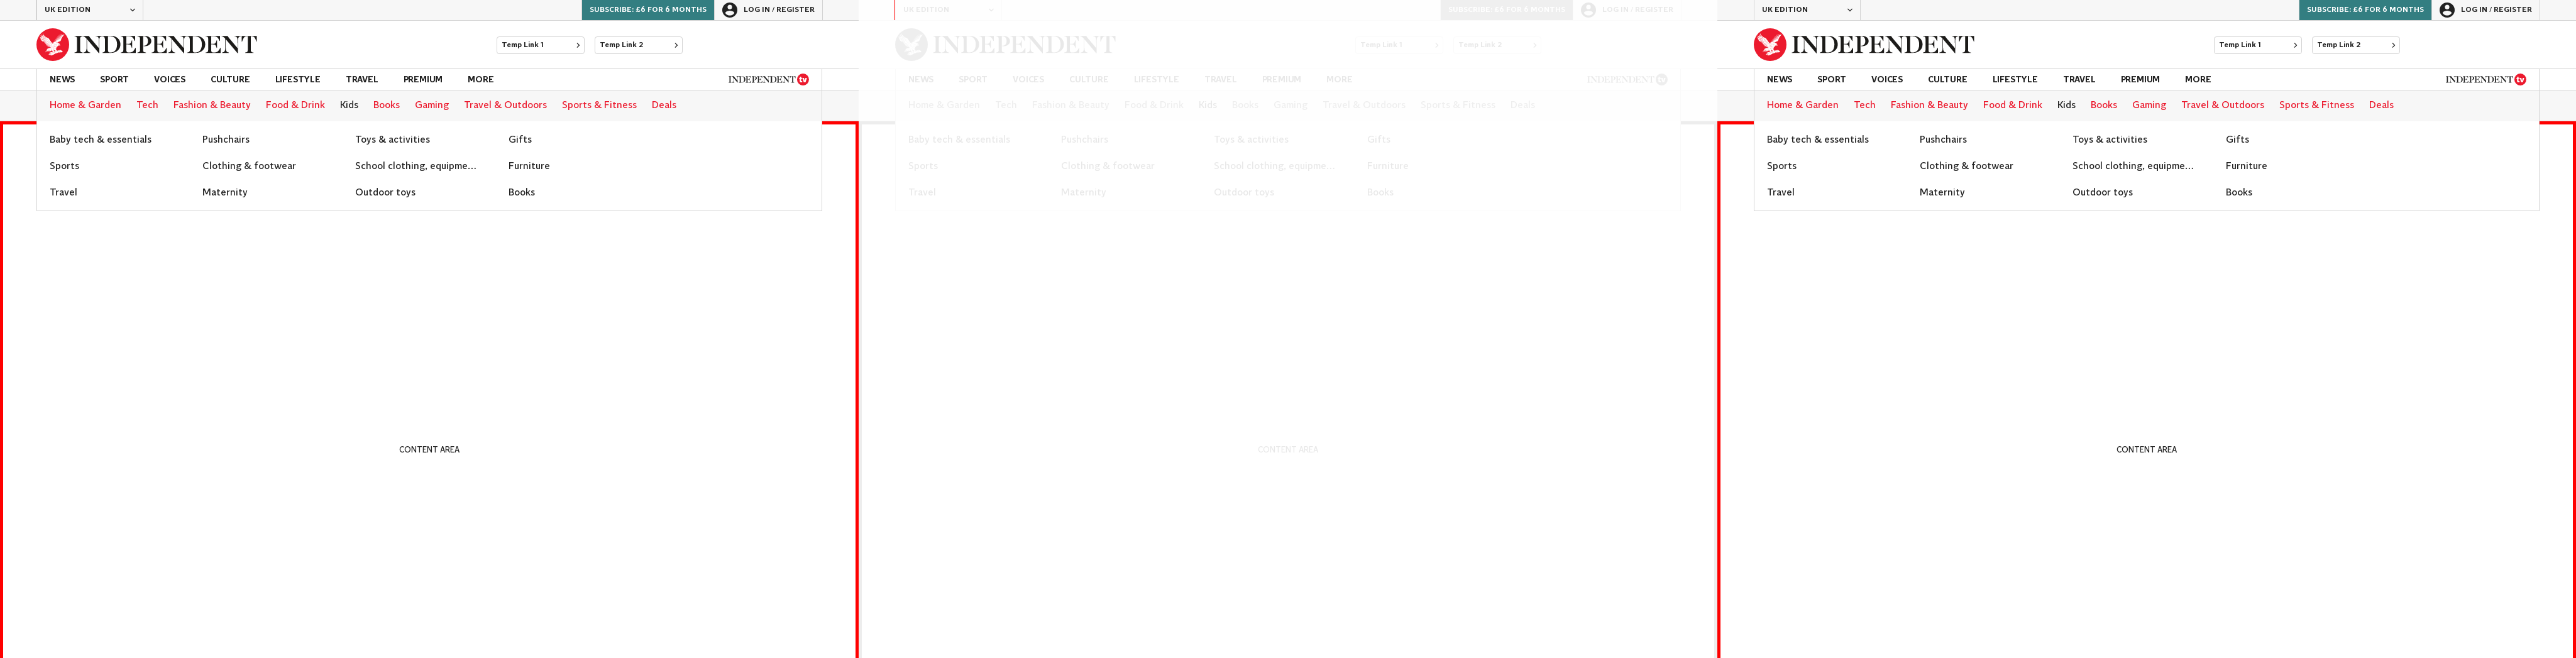 UK EDITION
SUBSCRIBE: £6 FOR 6 MONTHS
LOG IN / REGISTER
INDEPENDENT
Temp Link 1
Temp Link 2
NEWS SPORT VOICES CULTURE LIFESTYLE TRAVEL PREMIUM MORE
INDEPENDENT tv
Home & Garden Tech Fashion & Beauty Food & Drink Kids Books Gaming Travel & Outdoors Sports & Fitness Deals
Baby tech & essentials Pushchairs Toys & activities Gifts
Sports Clothing & footwear School clothing, equipme... Furniture
Travel Maternity Outdoor toys Books
CONTENT AREA
UK EDITION
SUBSCRIBE: £6 FOR 6 MONTHS
LOG IN / REGISTER
INDEPENDENT
Temp Link 1
Temp Link 2
NEWS SPORT VOICES CULTURE LIFESTYLE TRAVEL PREMIUM MORE
INDEPENDENT tv
Home & Garden Tech Fashion & Beauty Food & Drink Kids Books Gaming Travel & Outdoors Sports & Fitness Deals
Baby tech & essentials Pushchairs Toys & activities Gifts
Sports Clothing & footwear School clothing, equipme... Furniture
Travel Maternity Outdoor toys Books
CONTENT AREA
UK EDITION
SUBSCRIBE: £6 FOR 6 MONTHS
LOG IN / REGISTER
INDEPENDENT
Temp Link 1
Temp Link 2
NEWS SPORT VOICES CULTURE LIFESTYLE TRAVEL PREMIUM MORE
INDEPENDENT tv
Home & Garden Tech Fashion & Beauty Food & Drink Kids Books Gaming Travel & Outdoors Sports & Fitness Deals
Baby tech & essentials Pushchairs Toys & activities Gifts
Sports Clothing & footwear School clothing, equipme... Furniture
Travel Maternity Outdoor toys Books
CONTENT AREA